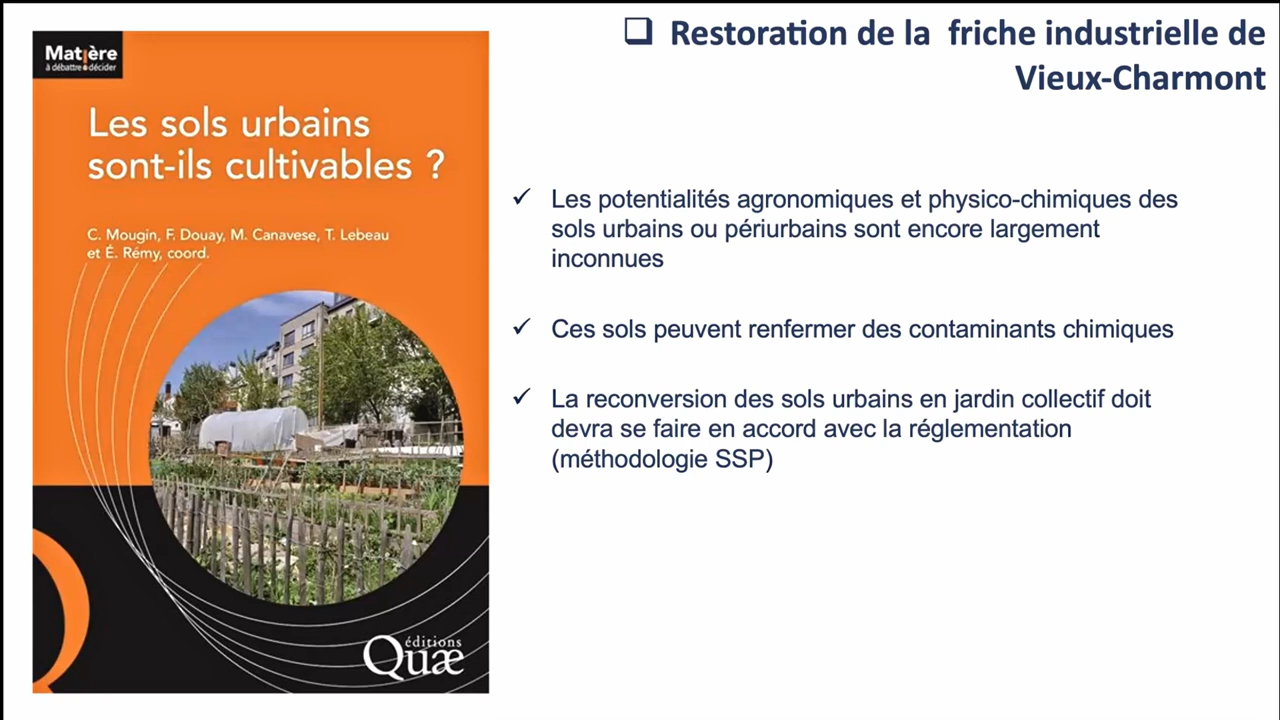 Restoration de la friche industrielle de
Vieux-Charmont
Matière
à débattre & décider
Les sols urbains
sont-ils cultivables ?
C. Mougin, F. Douay, M. Canavese, T. Lebeau
et É. Rémy, coord.
éditions
Quæ
Les potentialités agronomiques et physico-chimiques des
sols urbains ou périurbains sont encore largement
inconnues
Ces sols peuvent renfermer des contaminants chimiques
La reconversion des sols urbains en jardin collectif doit
devra se faire en accord avec la réglementation
(méthodologie SSP)